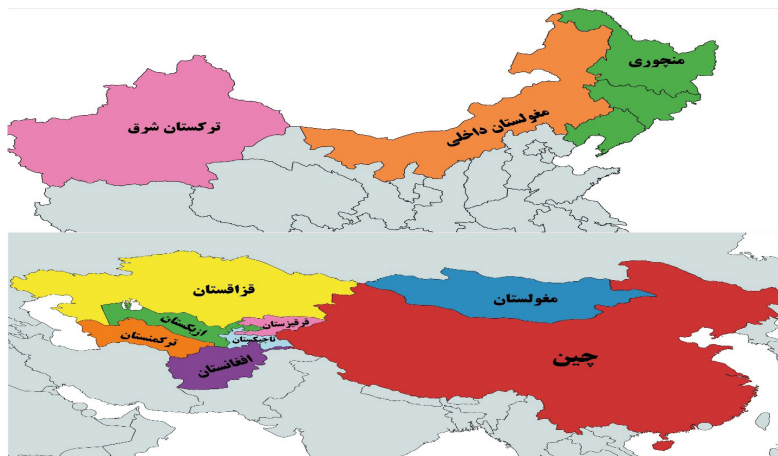 منچوری
مغولستان داخلی
ترکستان شرق
قزاقستان
مغولستان
ازبکستان
قرقیزستان
ترکمنستان
تاجیکستان
افغانستان
چین